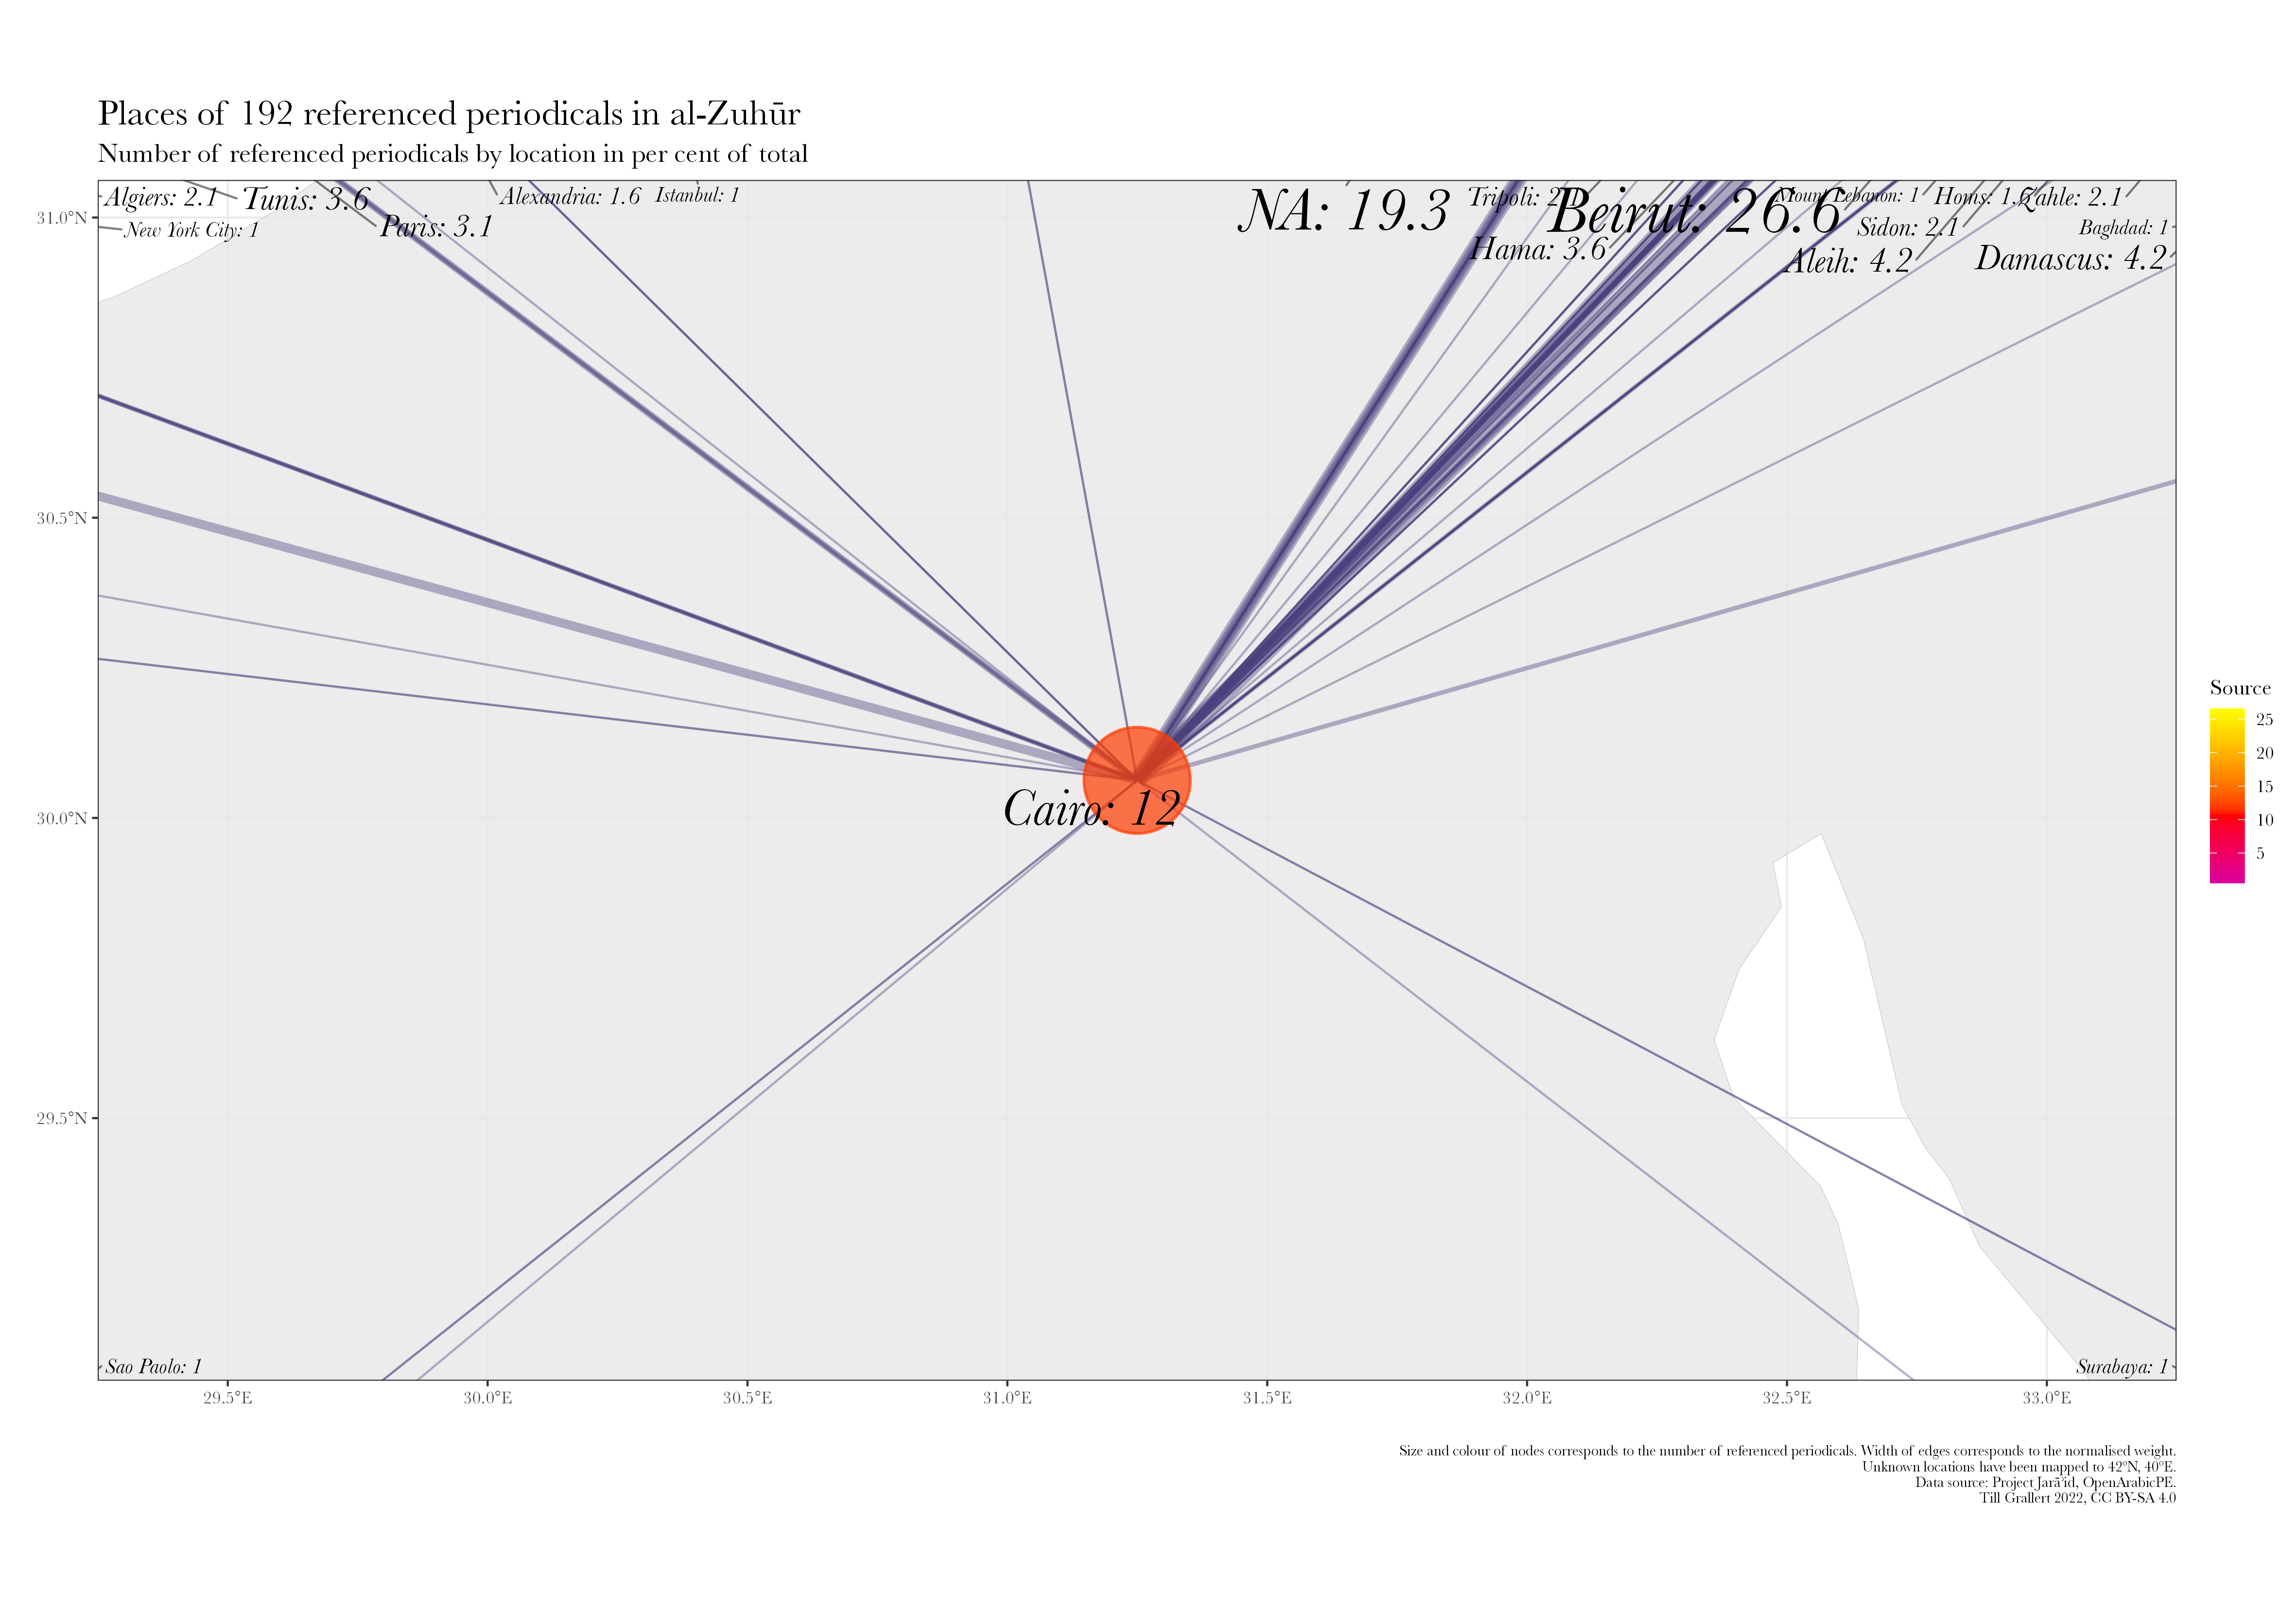 Places of 192 referenced periodicals in al-Zuhūr
Number of referenced periodicals by location in per cent of total
Algiers: 2.1
Tunis: 3.6
Alexandria: 1.6
Istanbul: 1
NA: 19.3
Tripoli: 2.1
Beirut: 26.6
Mount Lebanon: 1
Homs: 1.6
Zahle: 2.1
New York City: 1
Paris: 3.1
Hama: 3.6
Sidon: 2.1
Baghdad: 1
Aleih: 4.2
Damascus: 4.2
Cairo: 12
Sao Paolo: 1
Surabaya: 1
31.0°N
30.5°N
30.0°N
29.5°N
29.5°E
30.0°E
30.5°E
31.0°E
31.5°E
32.0°E
32.5°E
33.0°E
Source
25
20
15
10
5
Size and colour of nodes corresponds to the number of referenced periodicals. Width of edges corresponds to the normalised weight.
Unknown locations have been mapped to 42°N, 40°E.
Data source: Project Jarāʾid, OpenArabicPE.
Till Grallert 2022, CC BY-SA 4.0